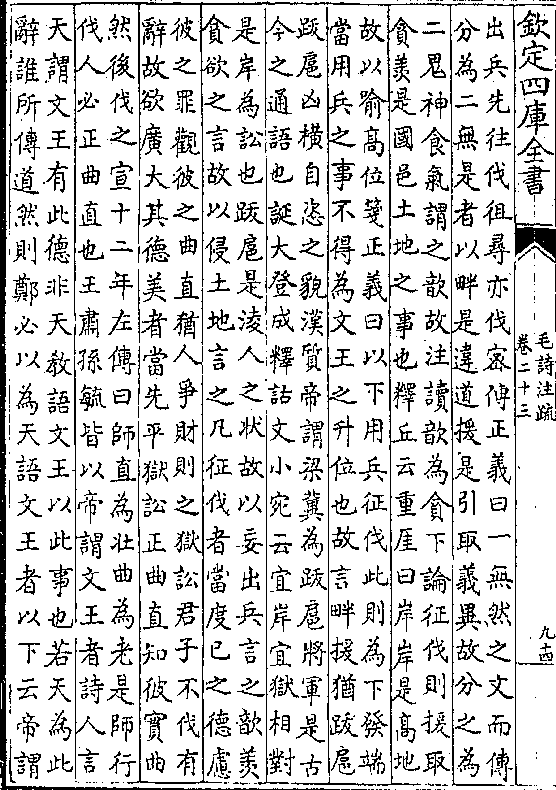 欽定四庫全書
毛詩注疏
卷二十三
九十四
出兵先往伐徂尋亦伐密傳正義曰一無然之文而傳
分為二無是者以畔是違道援是引取義異故分之為
二鬼神食氣謂之歆故注讀歆為貪下論征伐則援取
貪羨是國邑土地之事也釋丘云重厓曰岸岸是髙地
故以喻髙位箋正義曰以下用兵征伐此則為下發端
當用兵之事不得為文王之升位也故言畔援猶跋扈
跋扈凶橫自恣之貌漢質帝謂梁冀為跋扈將軍是古
今之通語也誕大登成釋詁文小宛云宜岸宜獄相對
是岸為訟也跋扈是淩人之狀故以妄出兵言之歆羨
貪欲之言故以侵土地言之凡征伐者當度已之德慮
彼之罪觀彼之曲直猶人爭財則之獄訟君子不伐有
辭故欲廣大其德美者當先平獄訟正曲直知彼實曲
然後伐之宣十二年左傳曰師直為壯曲為老是師行
伐人必正曲直也王肅孫毓皆以帝謂文王者詩人言
天謂文王有此德非天教語文王以此事也若天為此
辭誰所傳道然則鄭必以為天語文王者以下云帝謂